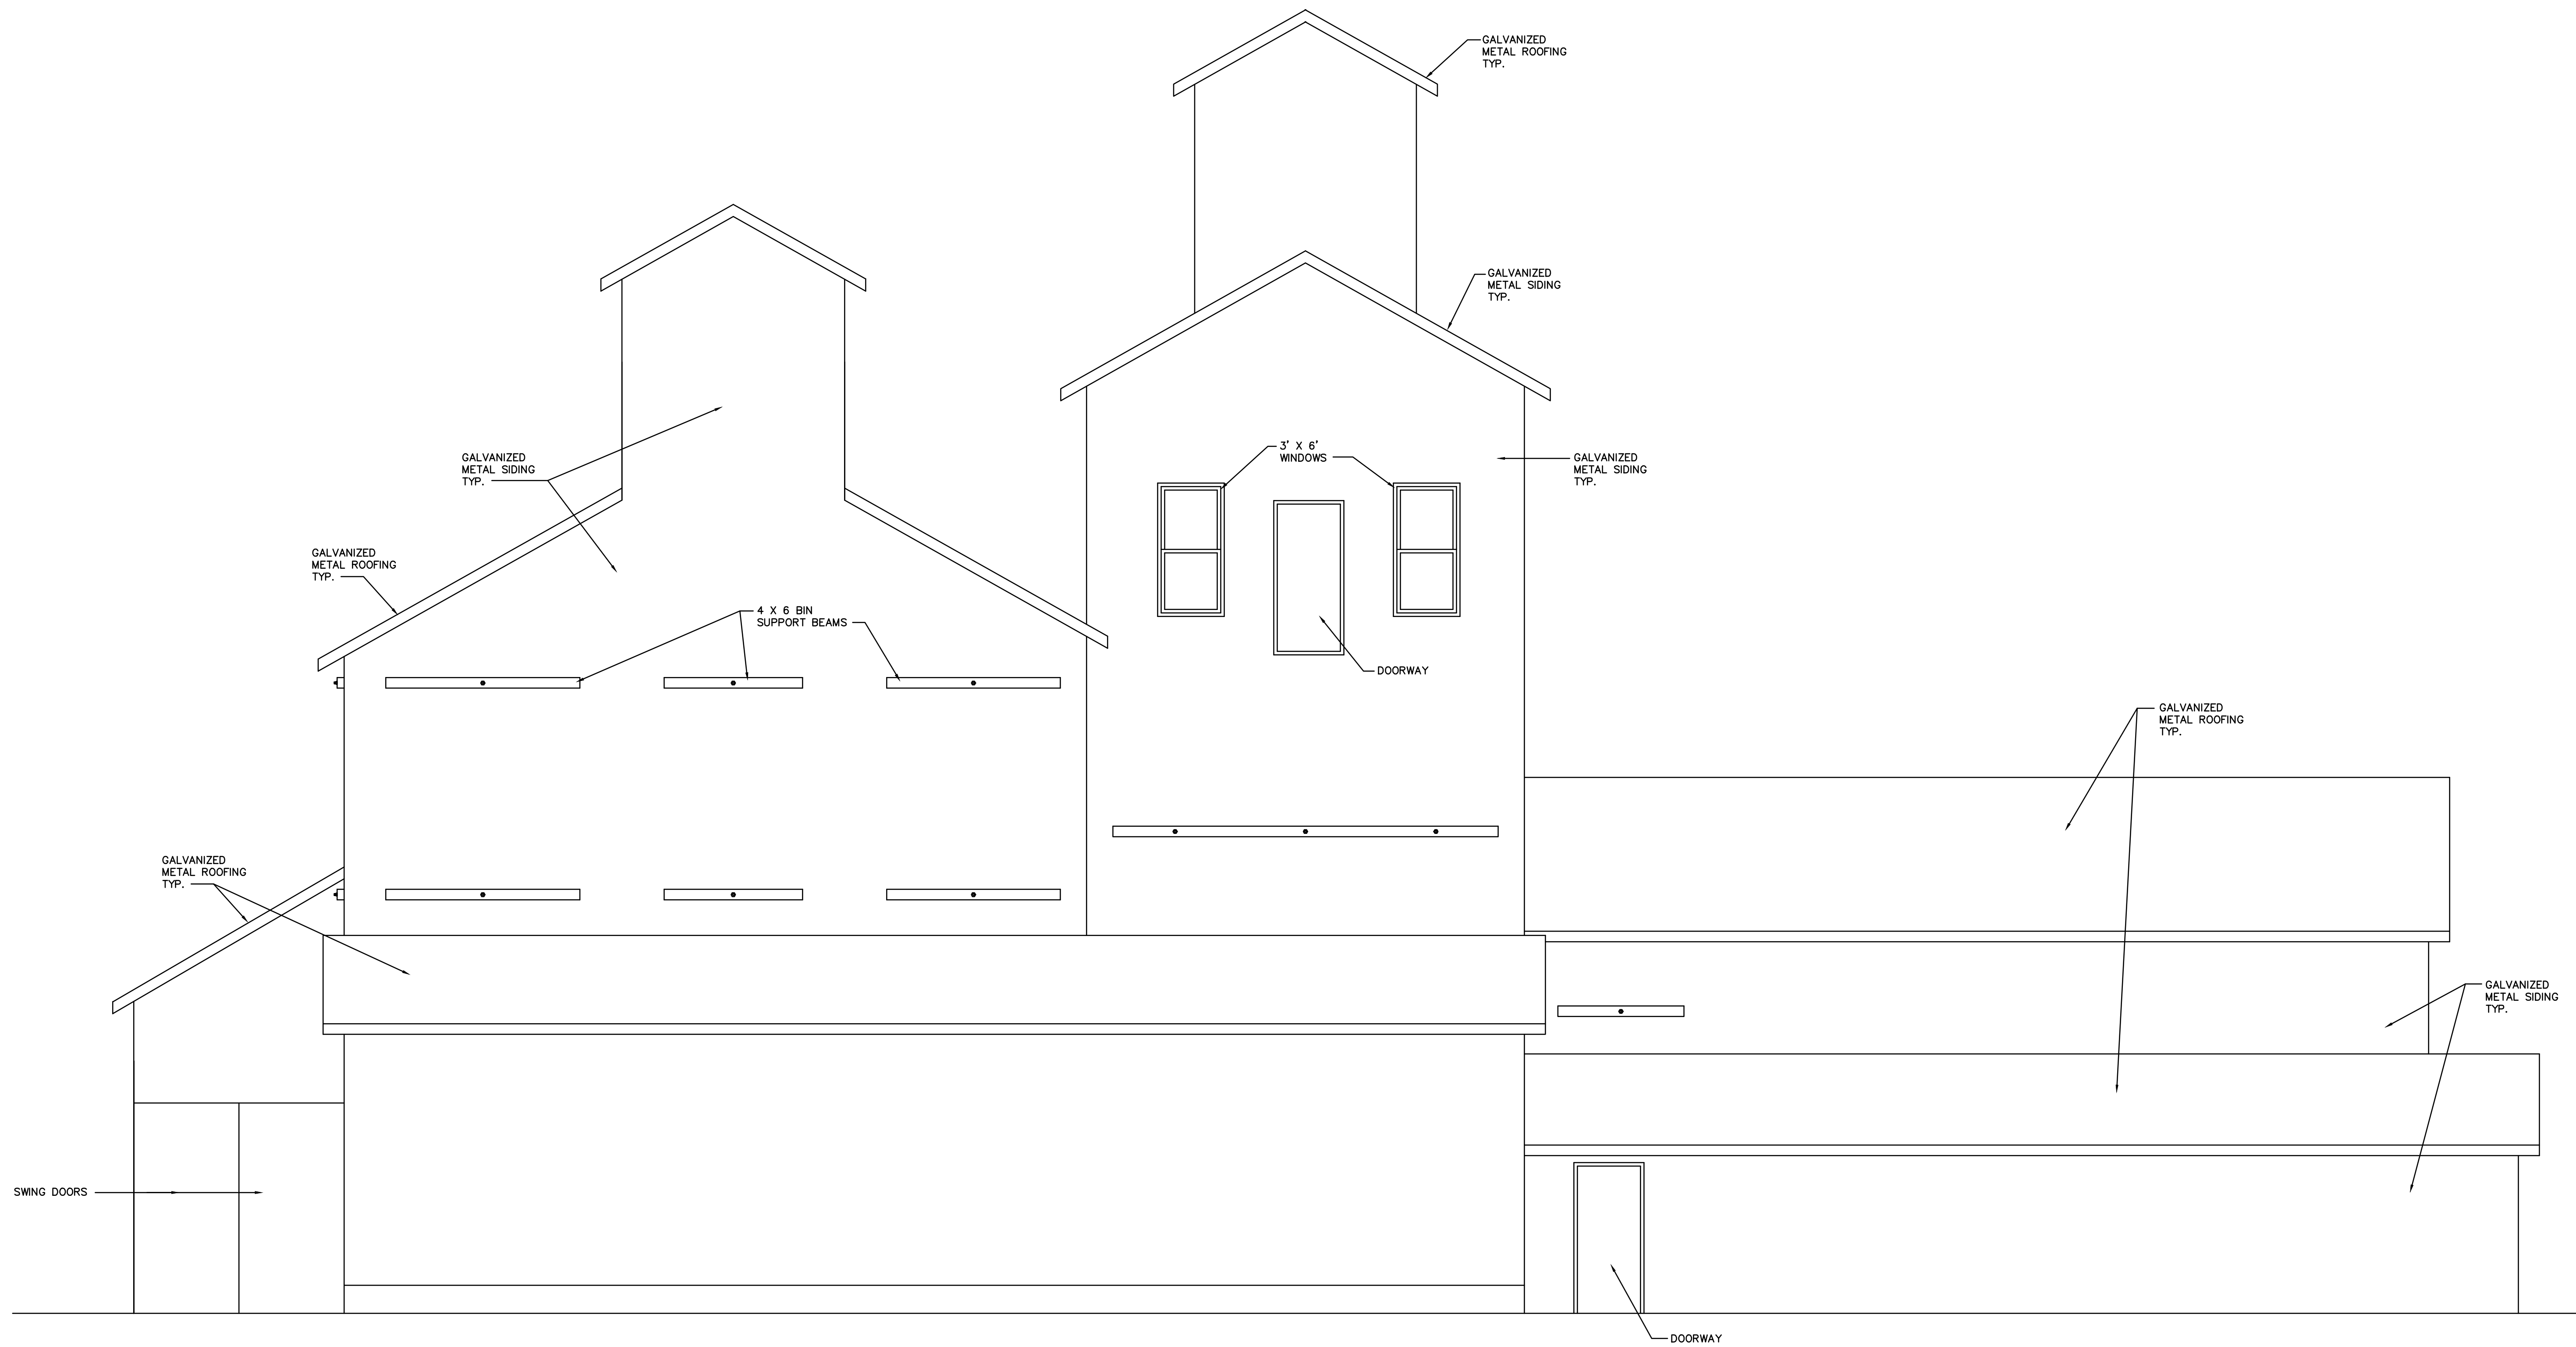 GALVANIZED
METAL ROOFING
TYP.
GALVANIZED
METAL SIDING
TYP.
3' X 6'
WINDOWS
GALVANIZED
METAL SIDING
TYP.
GALVANIZED
METAL SIDING
TYP.
GALVANIZED
METAL ROOFING
TYP.
4 X 6 BIN
SUPPORT BEAMS
DOORWAY
GALVANIZED
METAL ROOFING
TYP.
GALVANIZED
METAL ROOFING
TYP.
GALVANIZED
METAL SIDING
TYP.
SWING DOORS
DOORWAY